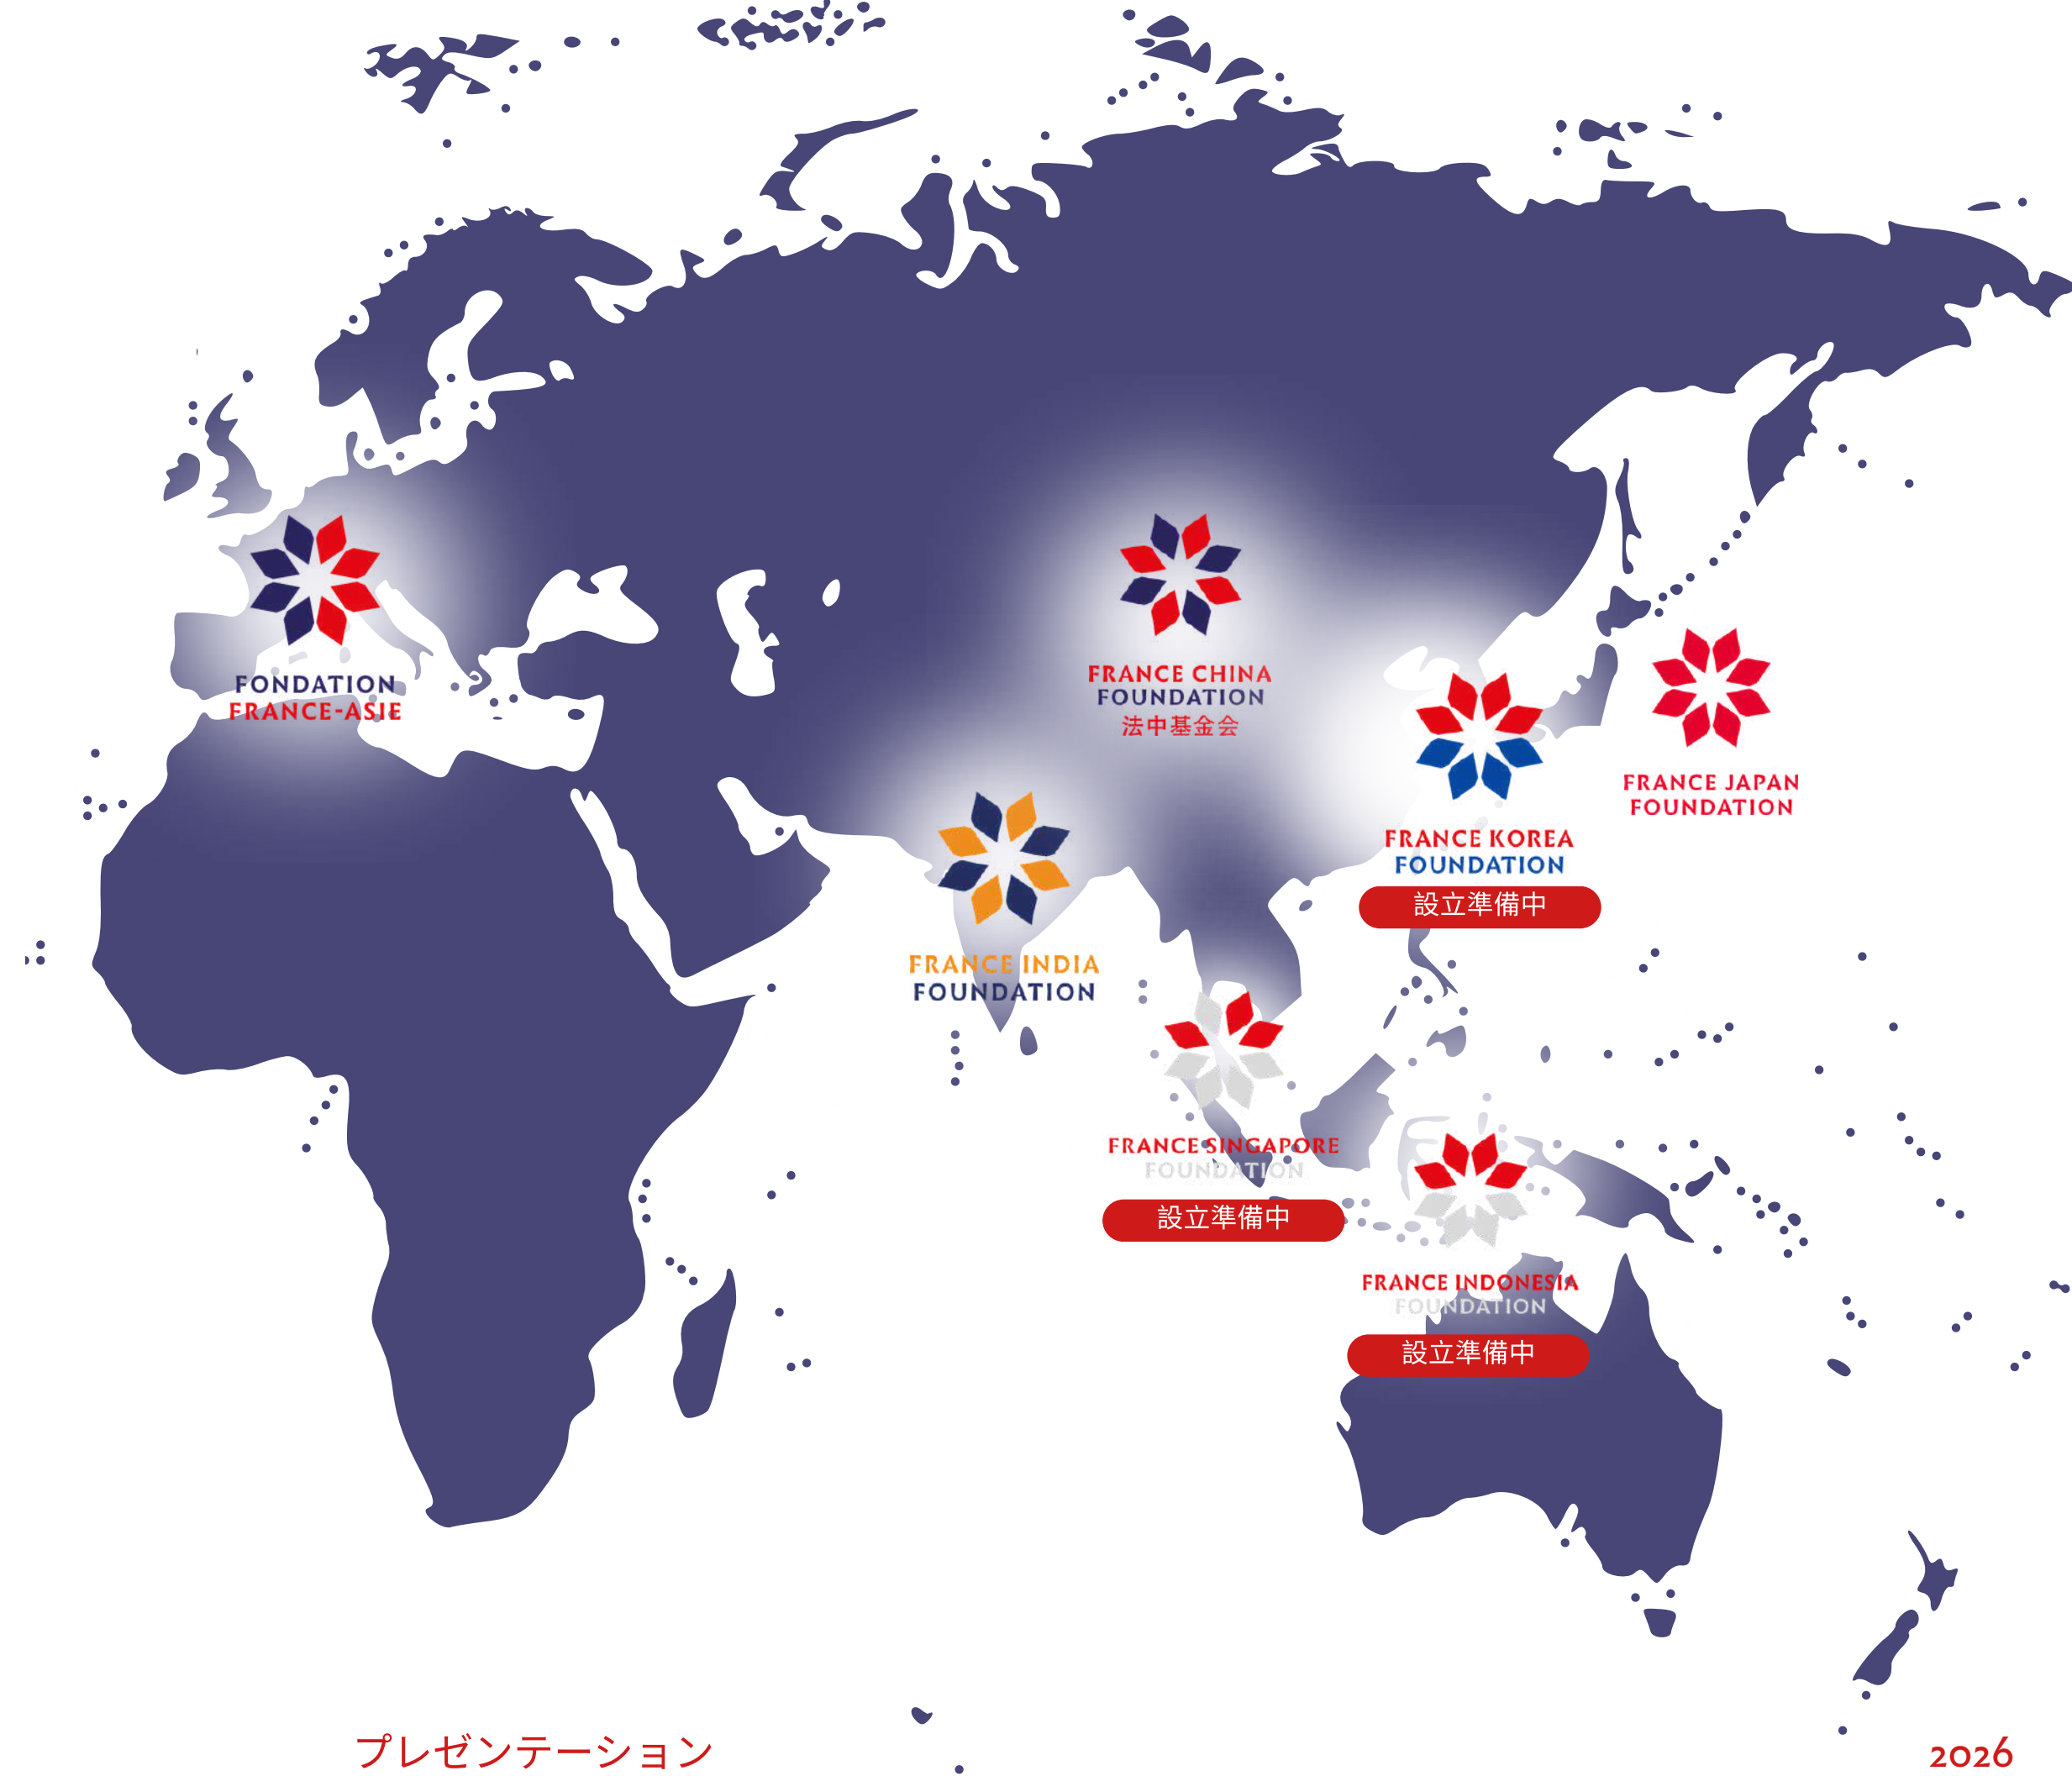 FONDATION
FRANCE-ASIE
FRANCE CHINA
FOUNDATION
法中基金会
FRANCE JAPAN
FOUNDATION
FRANCE KOREA
FOUNDATION
設立準備中
FRANCE INDIA
FOUNDATION
FRANCE SINGAPORE
FOUNDATION
設立準備中
FRANCE INDONESIA
FOUNDATION
設立準備中
プレゼンテーション
2026